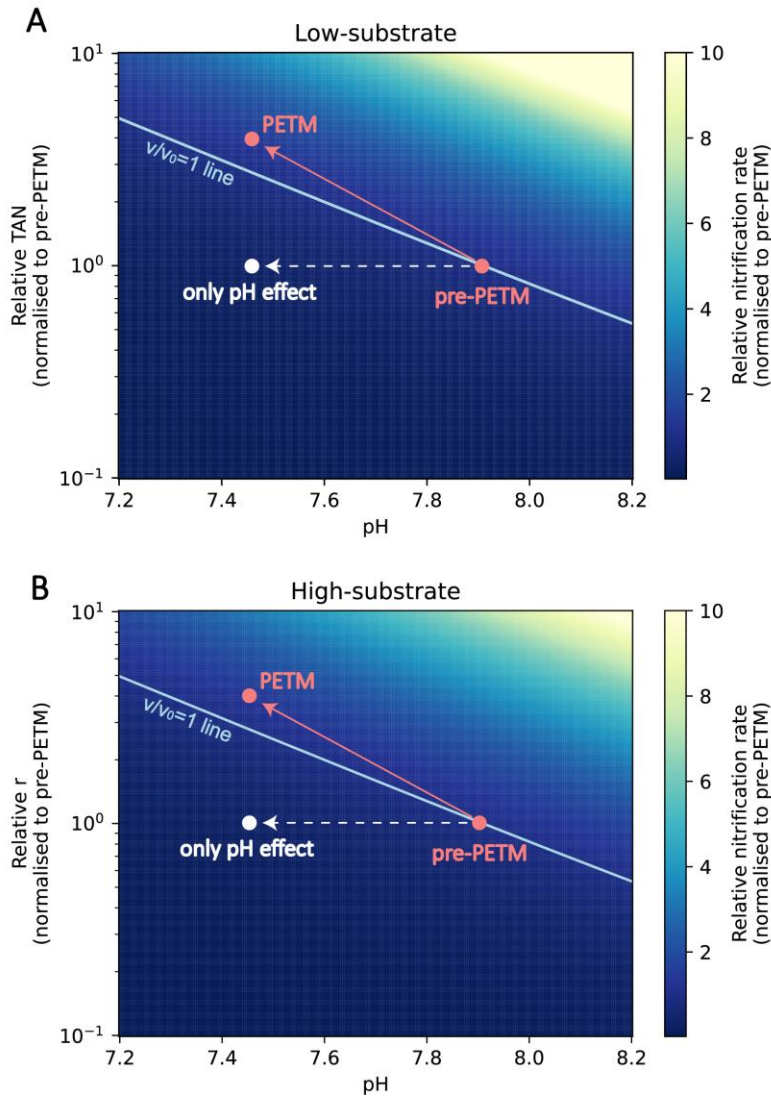 A
Low-substrate
10¹
10⁰
10⁻¹
Relative TAN
(normalised to pre-PETM)
PETM
v/v₀=1 line
only pH effect
pre-PETM
7.2 7.4 7.6 7.8 8.0 8.2
pH
10
8
6
4
2
Relative nitrification rate
(normalised to pre-PETM)
B
High-substrate
10¹
10⁰
10⁻¹
Relative r
(normalised to pre-PETM)
PETM
v/v₀=1 line
only pH effect
pre-PETM
7.2 7.4 7.6 7.8 8.0 8.2
pH
10
8
6
4
2
Relative nitrification rate
(normalised to pre-PETM)